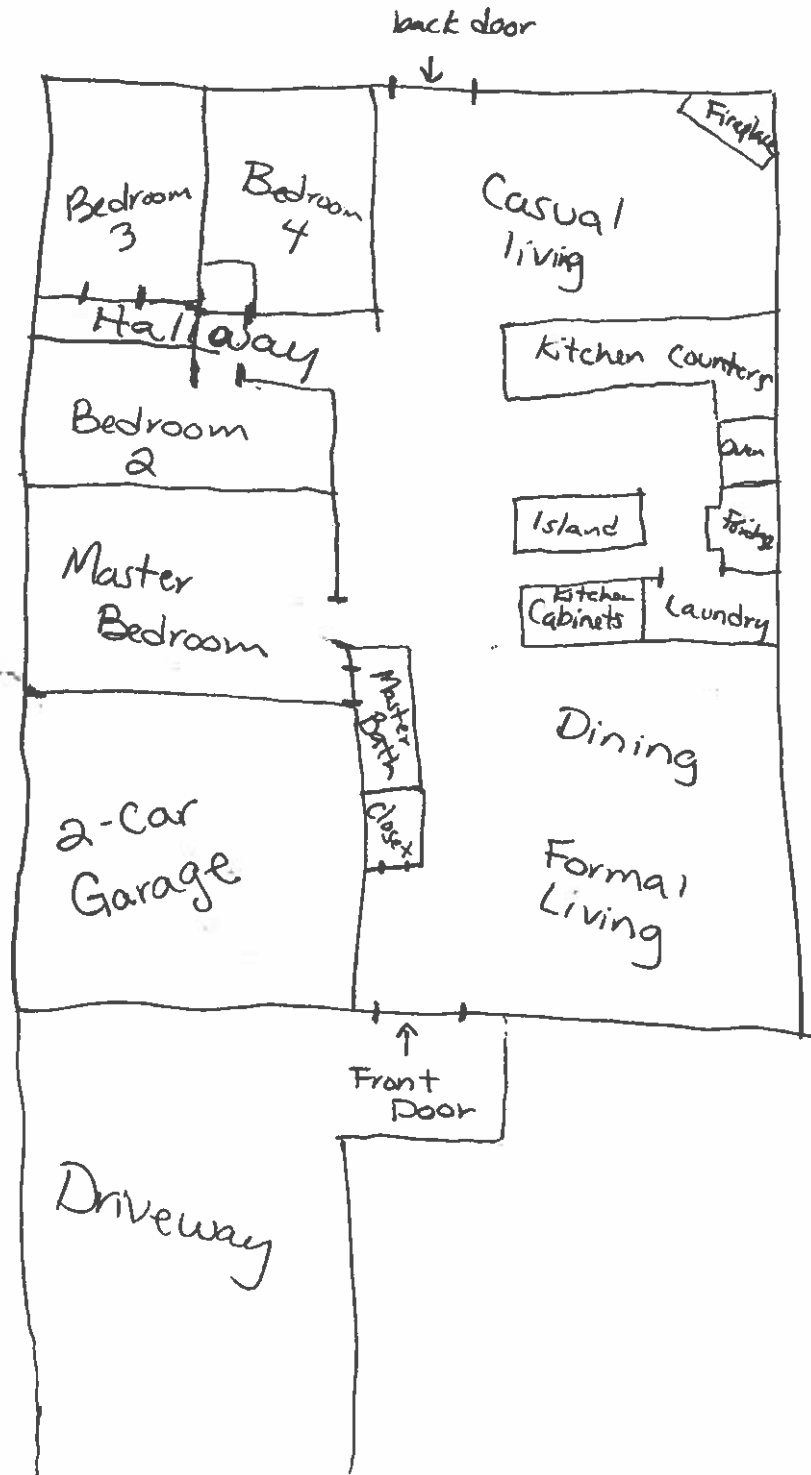 back door
Fireplace
Bedroom
3
Bedroom
4
Casual
living
Hallway
Kitchen Counters
Bedroom
2
Oven
Island
Fridge
Master
Bedroom
Kitchen
Cabinets
Laundry
Master
Bath
Dining
2-Car
Garage
Closet
Formal
Living
Front
Door
Driveway